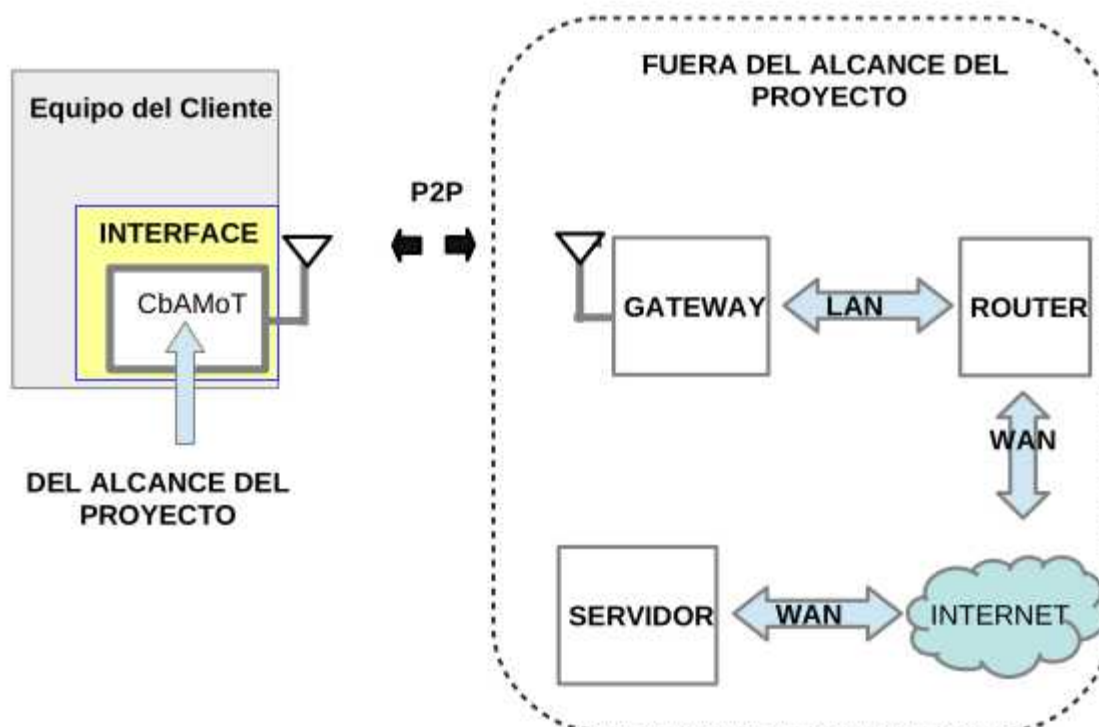 Equipo del Cliente
INTERFACE
CbAMoT
DEL ALCANCE DEL
PROYECTO
P2P
FUERA DEL ALCANCE DEL
PROYECTO
GATEWAY
LAN
ROUTER
WAN
SERVIDOR
WAN
INTERNET